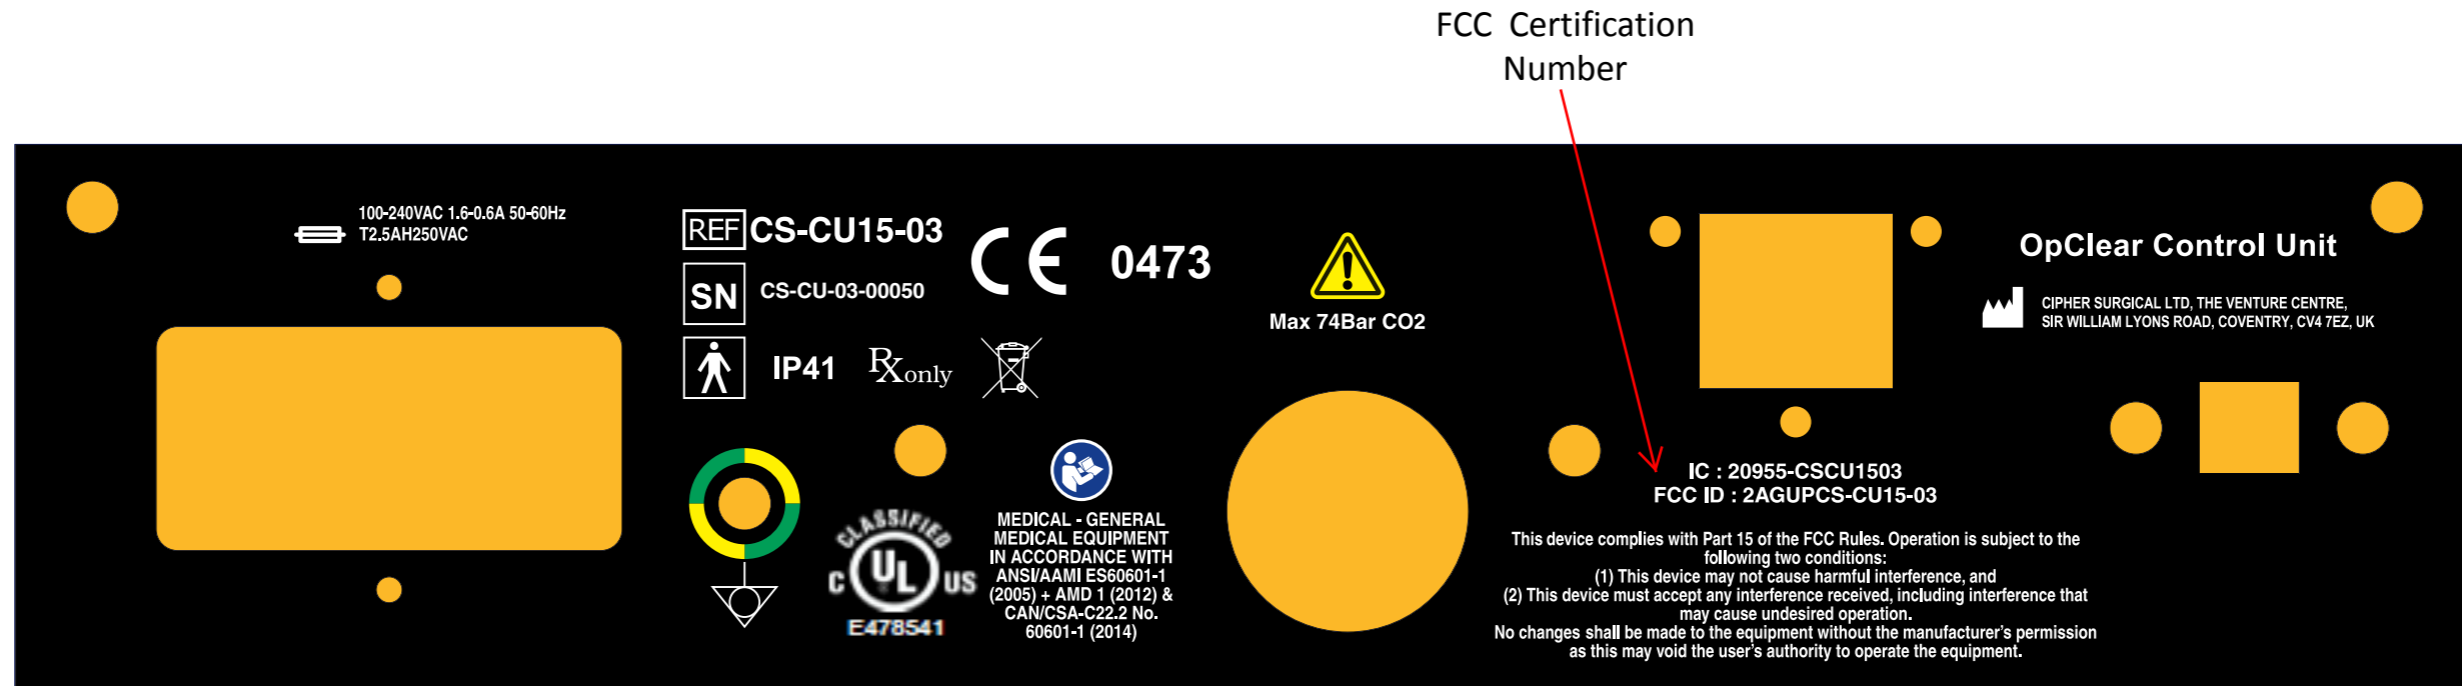 FCC Certification
Number
100-240VAC 1.6-0.6A 50-60Hz
T2.5AH250VAC
REF CS-CU15-03
SN CS-CU-03-00050
IP41 Rx only
CE 0473
Max 74Bar CO2
OpClear Control Unit
CIPHER SURGICAL LTD, THE VENTURE CENTRE,
SIR WILLIAM LYONS ROAD, COVENTRY, CV4 7EZ, UK
CLASSIFIED
C UL US
E478541
MEDICAL - GENERAL
MEDICAL EQUIPMENT
IN ACCORDANCE WITH
ANSI/AAMI ES60601-1
(2005) + AMD 1 (2012) &
CAN/CSA-C22.2 No.
60601-1 (2014)
IC : 20955-CSCU1503
FCC ID : 2AGUPCS-CU15-03
This device complies with Part 15 of the FCC Rules. Operation is subject to the
following two conditions:
(1) This device may not cause harmful interference, and
(2) This device must accept any interference received, including interference that
may cause undesired operation.
No changes shall be made to the equipment without the manufacturer's permission
as this may void the user's authority to operate the equipment.